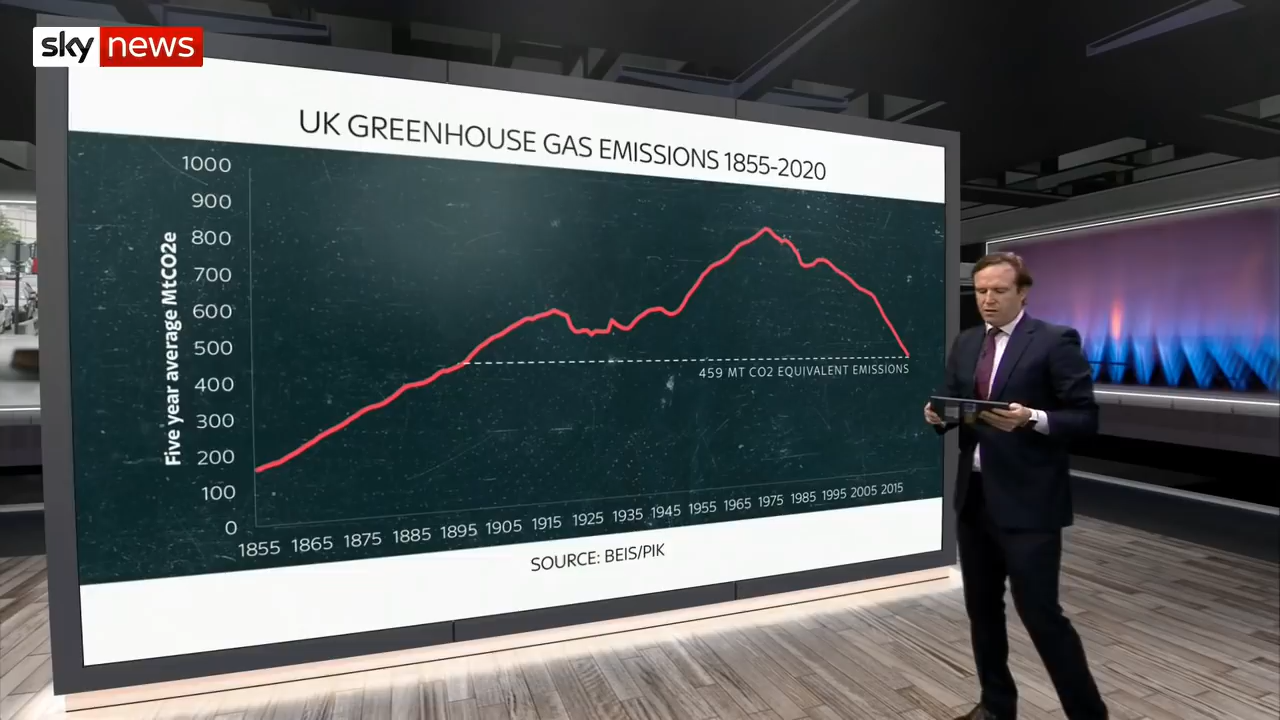 sky news
UK GREENHOUSE GAS EMISSIONS 1855-2020
Five year average MtCO2e
1000
900
800
700
600
500
400
300
200
100
0
459 MT CO2 EQUIVALENT EMISSIONS
1855 1865 1875 1885 1895 1905 1915 1925 1935 1945 1955 1965 1975 1985 1995 2005 2015
SOURCE: BEIS/PIK